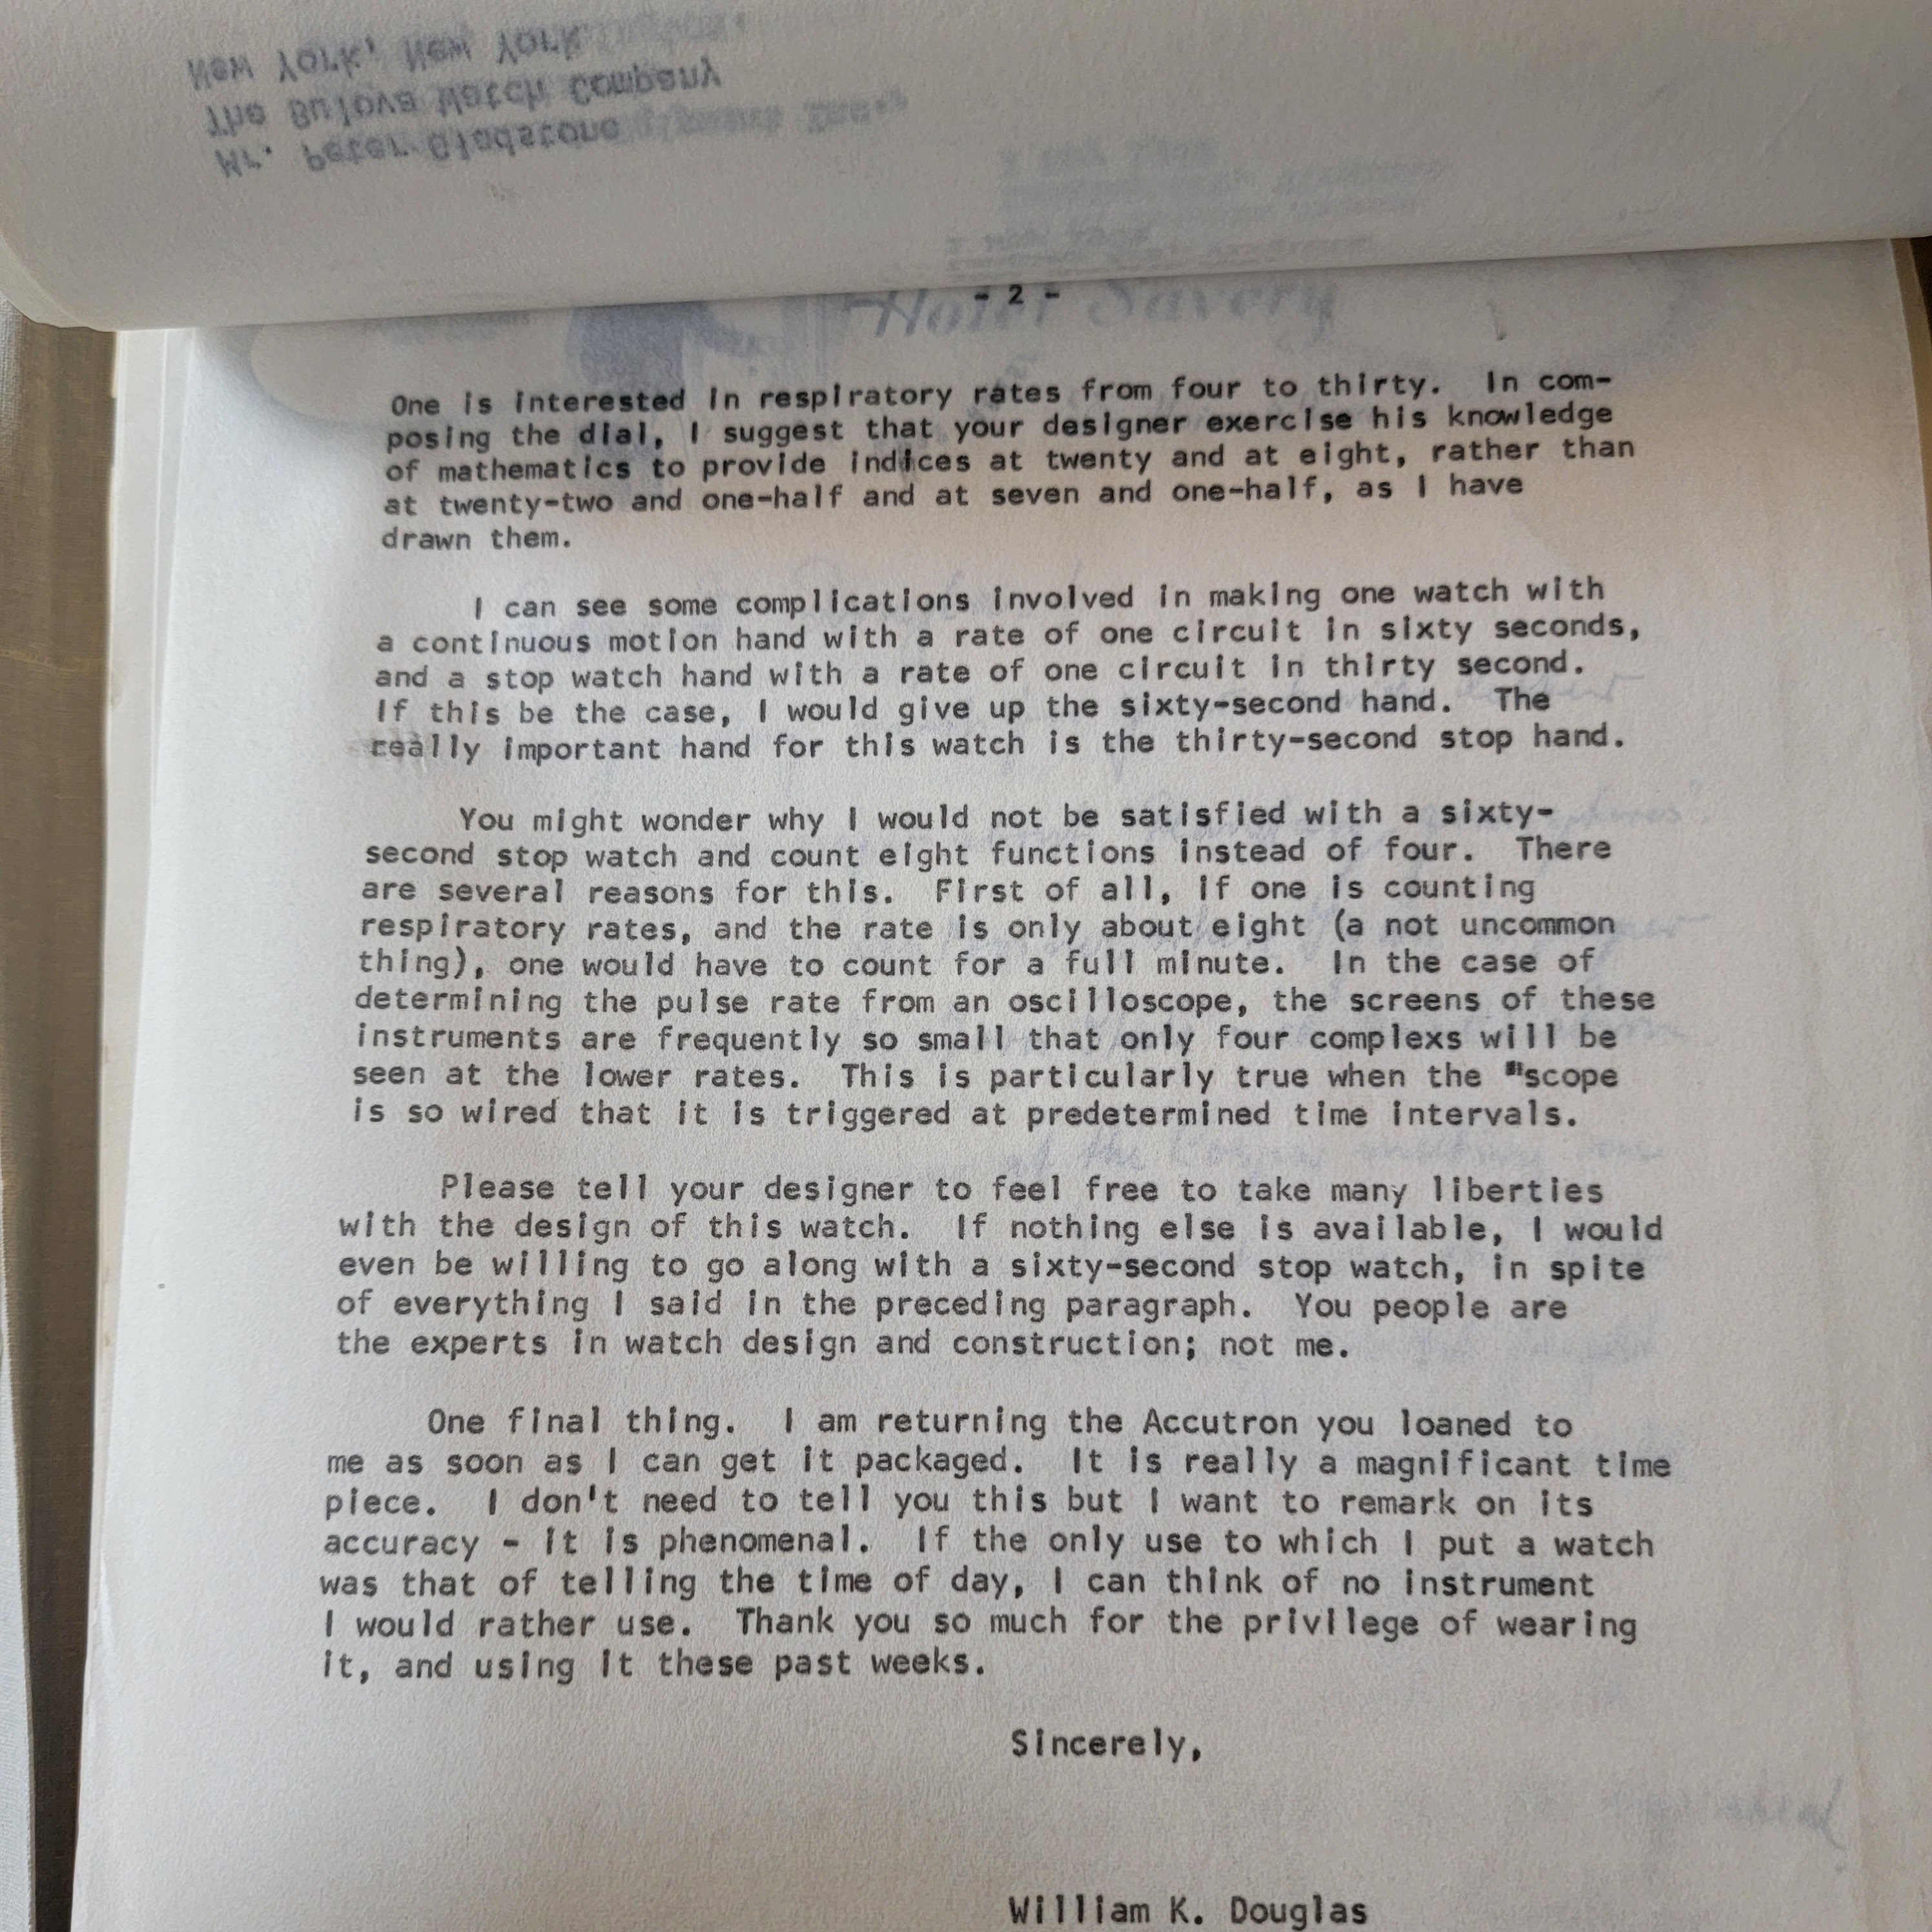 Mr. Peter Gladstone
The Bulova Watch Company
New York, New York
- 2 -
Hotel Savery
One is interested in respiratory rates from four to thirty. In com-
posing the dial, I suggest that your designer exercise his knowledge
of mathematics to provide indices at twenty and at eight, rather than
at twenty-two and one-half and at seven and one-half, as I have
drawn them.
I can see some complications involved in making one watch with
a continuous motion hand with a rate of one circuit in sixty seconds,
and a stop watch hand with a rate of one circuit in thirty second.
If this be the case, I would give up the sixty-second hand. The
really important hand for this watch is the thirty-second stop hand.
You might wonder why I would not be satisfied with a sixty-
second stop watch and count eight functions instead of four. There
are several reasons for this. First of all, if one is counting
respiratory rates, and the rate is only about eight (a not uncommon
thing), one would have to count for a full minute. In the case of
determining the pulse rate from an oscilloscope, the screens of these
instruments are frequently so small that only four complexs will be
seen at the lower rates. This is particularly true when the "scope
is so wired that it is triggered at predetermined time intervals.
Please tell your designer to feel free to take many liberties
with the design of this watch. If nothing else is available, I would
even be willing to go along with a sixty-second stop watch, in spite
of everything I said in the preceding paragraph. You people are
the experts in watch design and construction; not me.
One final thing. I am returning the Accutron you loaned to
me as soon as I can get it packaged. It is really a magnificant time
piece. I don't need to tell you this but I want to remark on its
accuracy - it is phenomenal. If the only use to which I put a watch
was that of telling the time of day, I can think of no instrument
I would rather use. Thank you so much for the privilege of wearing
it, and using it these past weeks.
Sincerely,
William K. Douglas